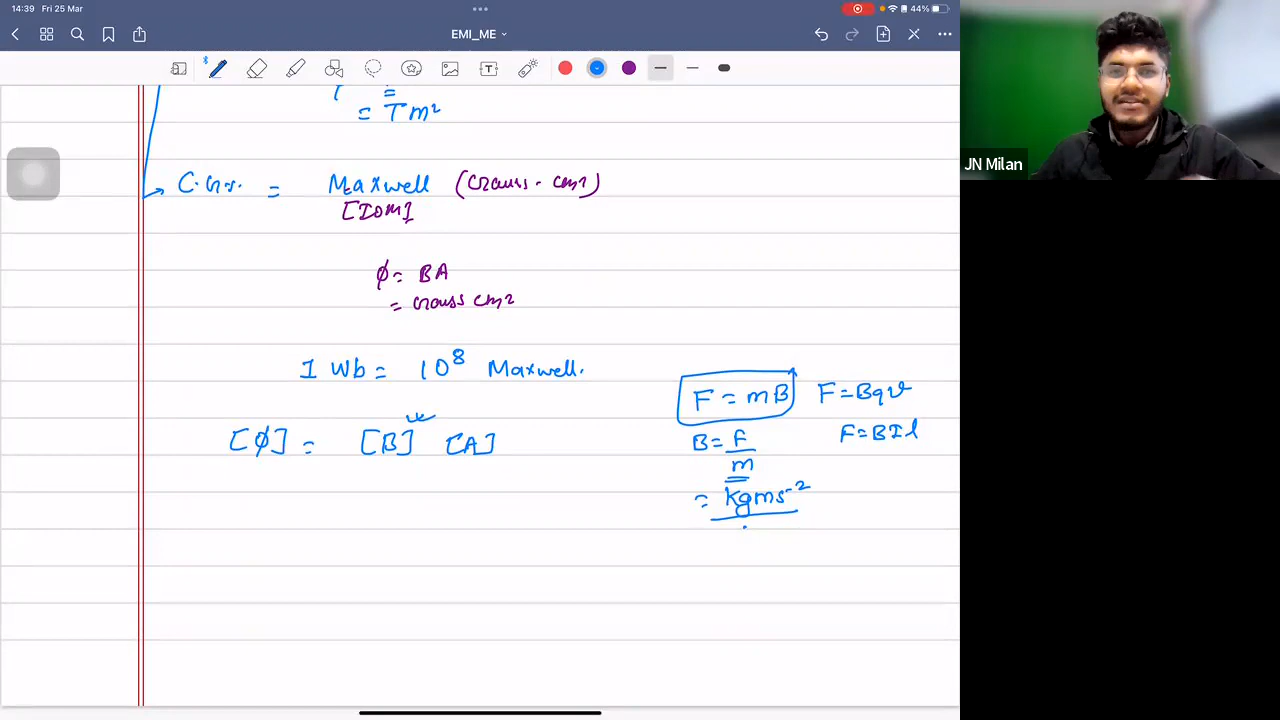 14:39 Fri 25 Mar
44%
EMI_ME
= T m²
C.G.S. = Maxwell (Gauss - cm²)
[IOM]
φ = BA
= Gauss cm²
1 Wb = 10⁸ Maxwell.
[φ] = [B] [A]
F = mB F = Bqv
F = BIl
B = F
m
= kgms⁻²
JN Milan